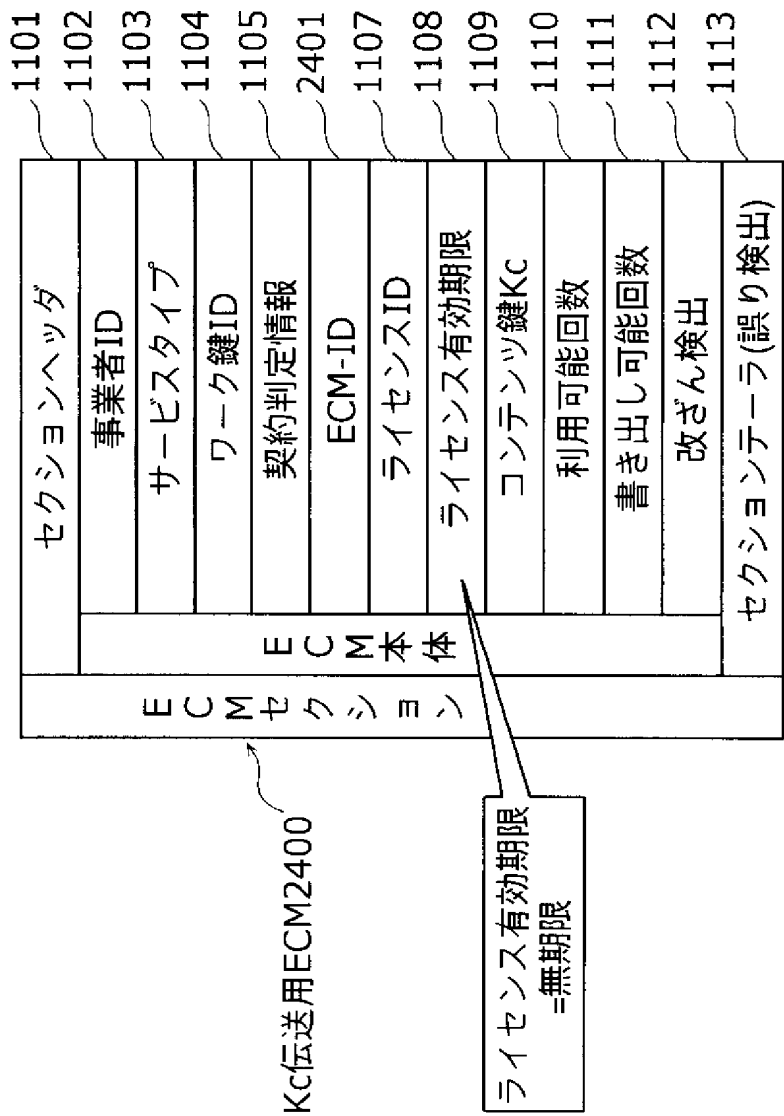 Kc伝送用ECM2400
ECMセクション
ECM本体
セクションヘッダ 1101
事業者ID 1102
サービスタイプ 1103
ワーク鍵ID 1104
契約判定情報 1105
ECM-ID 2401
ライセンスID 1107
ライセンス有効期限 1108
コンテンツ鍵Kc 1109
利用可能回数 1110
書き出し可能回数 1111
改ざん検出 1112
セクションテーラ(誤り検出) 1113
ライセンス有効期限
=無期限